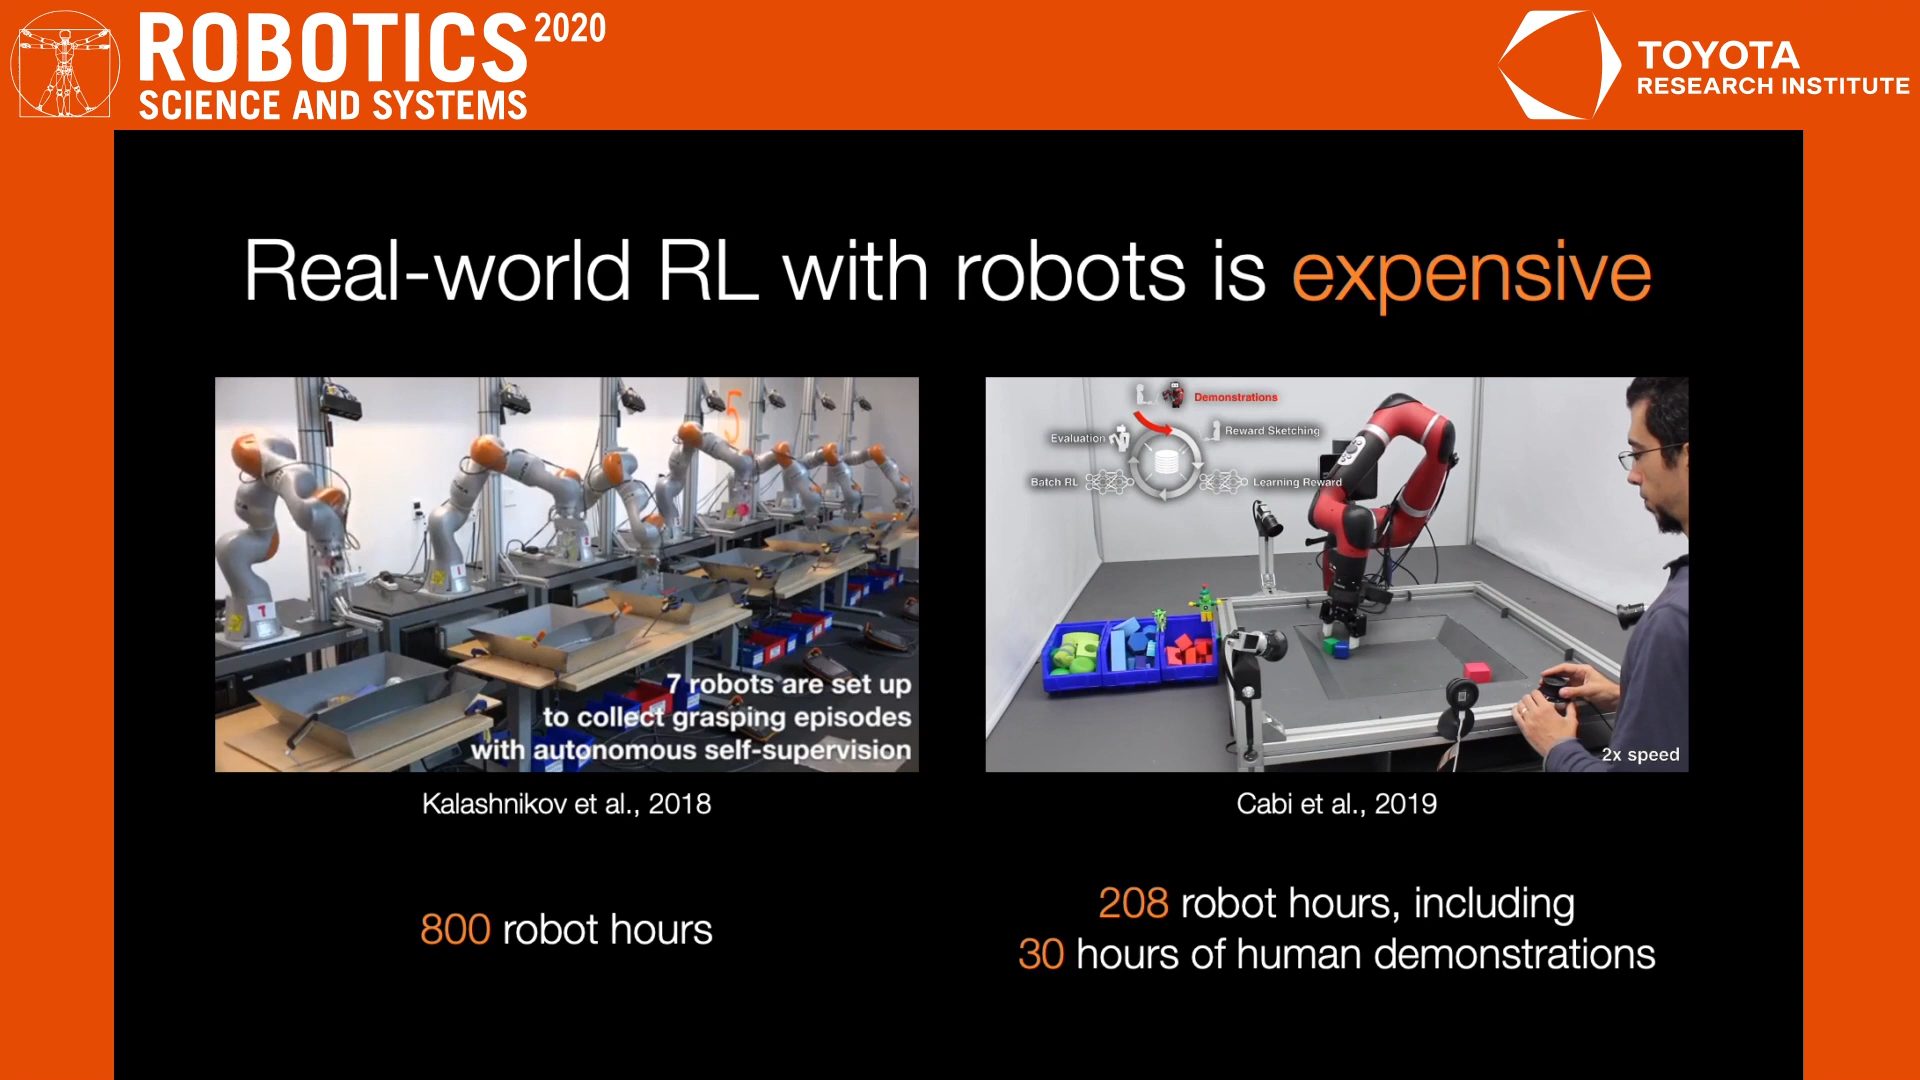 ROBOTICS 2020
SCIENCE AND SYSTEMS
TOYOTA
RESEARCH INSTITUTE
Real-world RL with robots is expensive
5
7 robots are set up
to collect grasping episodes
with autonomous self-supervision
Demonstrations
Reward Sketching
Evaluation
Batch RL
Learning Reward
2x speed
Kalashnikov et al., 2018
Cabi et al., 2019
800 robot hours
208 robot hours, including
30 hours of human demonstrations